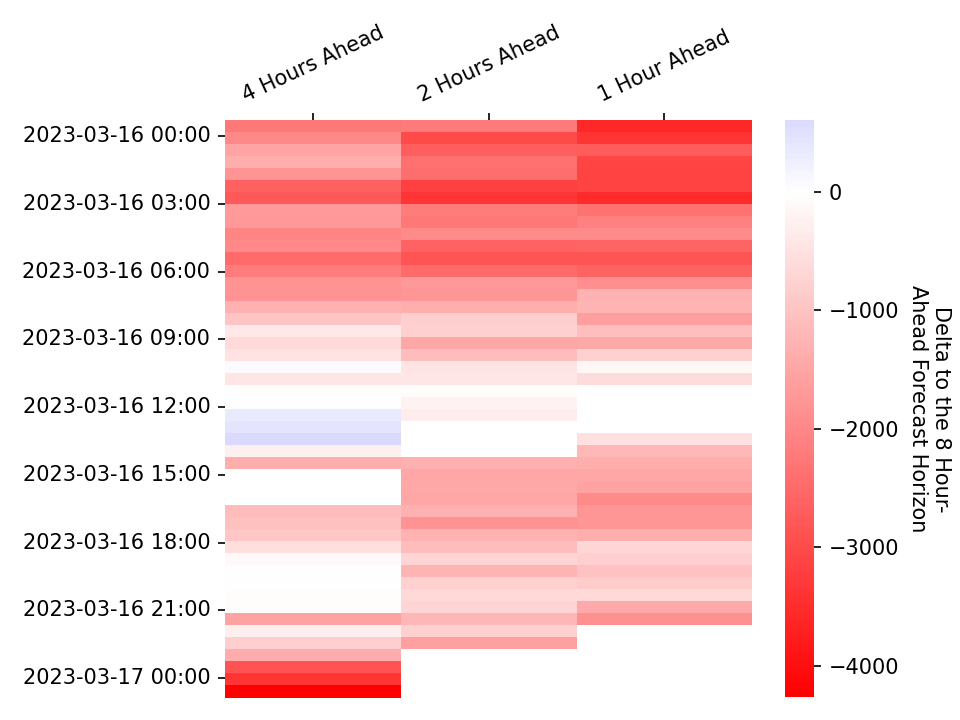 4 Hours Ahead
2 Hours Ahead
1 Hour Ahead
2023-03-16 00:00
2023-03-16 03:00
2023-03-16 06:00
2023-03-16 09:00
2023-03-16 12:00
2023-03-16 15:00
2023-03-16 18:00
2023-03-16 21:00
2023-03-17 00:00
0
−1000
−2000
−3000
−4000
Delta to the 8 Hour-
Ahead Forecast Horizon